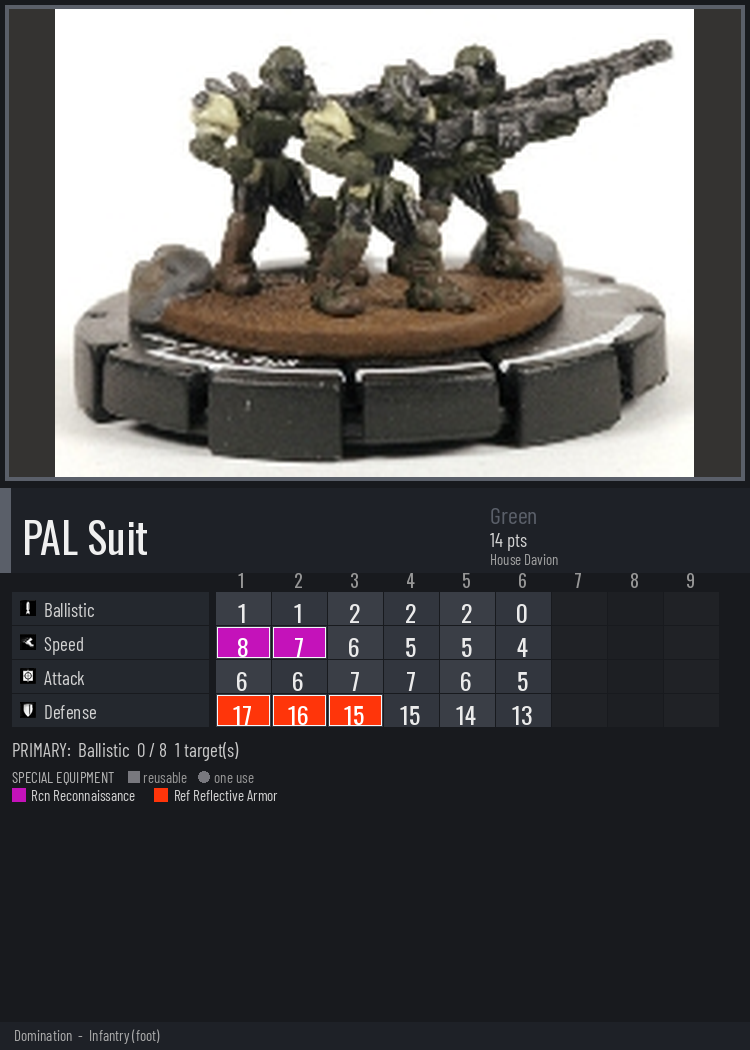 PAL Suit
Green
14 pts
House Davion
1 2 3 4 5 6 7 8 9
Ballistic 1 1 2 2 2 0
Speed 8 7 6 5 5 4
Attack 6 6 7 7 6 5
Defense 17 16 15 15 14 13
PRIMARY: Ballistic 0 / 8 1 target(s)
SPECIAL EQUIPMENT reusable one use
Rcn Reconnaissance Ref Reflective Armor
Domination - Infantry (foot)